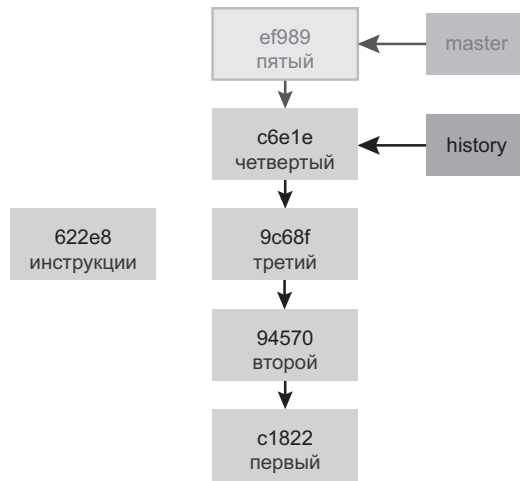 ef989
пятый
master
c6e1e
четвертый
history
622e8
инструкции
9c68f
третий
94570
второй
c1822
первый